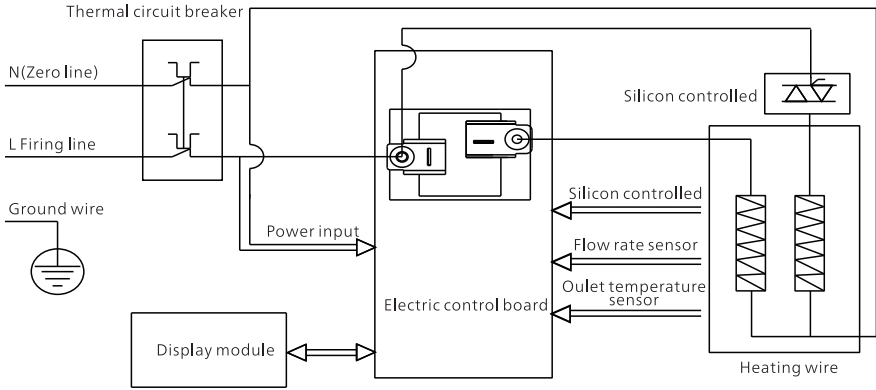 Thermal circuit breaker
N(Zero line)
Silicon controlled
L Firing line
Silicon controlled
Ground wire
Power input
Flow rate sensor
Oulet temperature
sensor
Electric control board
Display module
Heating wire